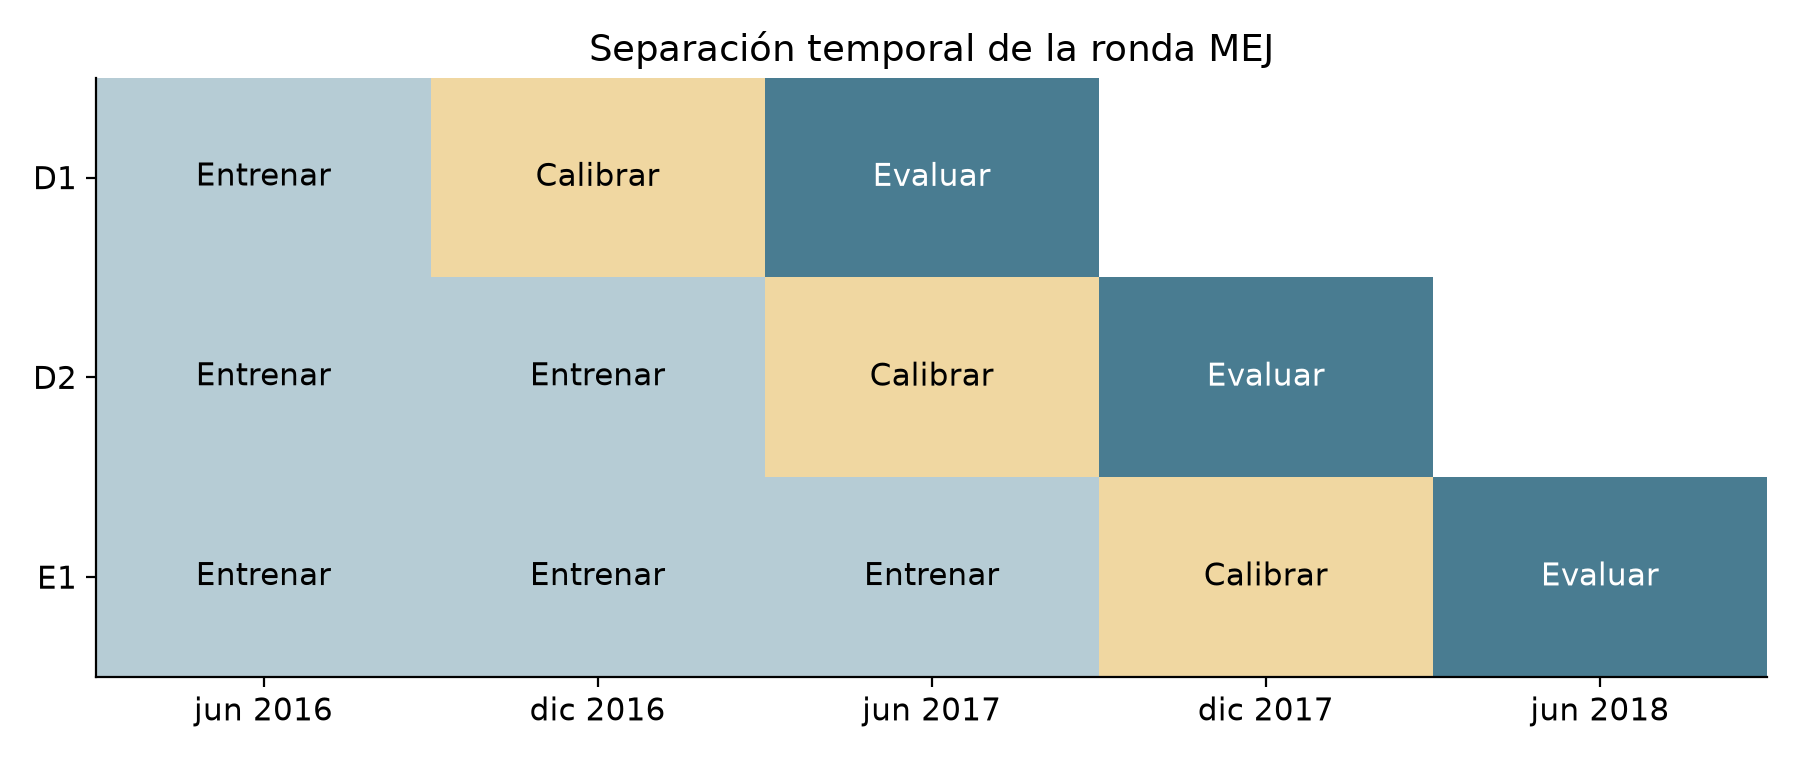 Separación temporal de la ronda MEJ
D1 Entrenar Calibrar Evaluar
D2 Entrenar Entrenar Calibrar Evaluar
E1 Entrenar Entrenar Entrenar Calibrar Evaluar
jun 2016 dic 2016 jun 2017 dic 2017 jun 2018